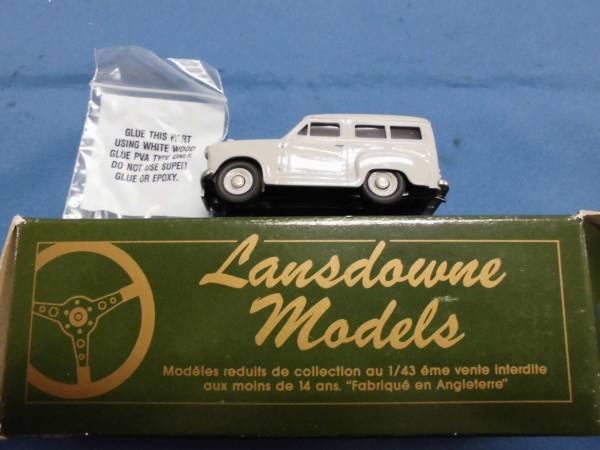 GLUE THIS PART
USING WHITE WOOD
GLUE PVA TYPE ONLY.
DO NOT USE SUPER
GLUE OR EPOXY.
Lansdowne
Models
Modèles reduits de collection au 1/43 éme vente interdite
aux moins de 14 ans. "Fabriqué en Angleterre"